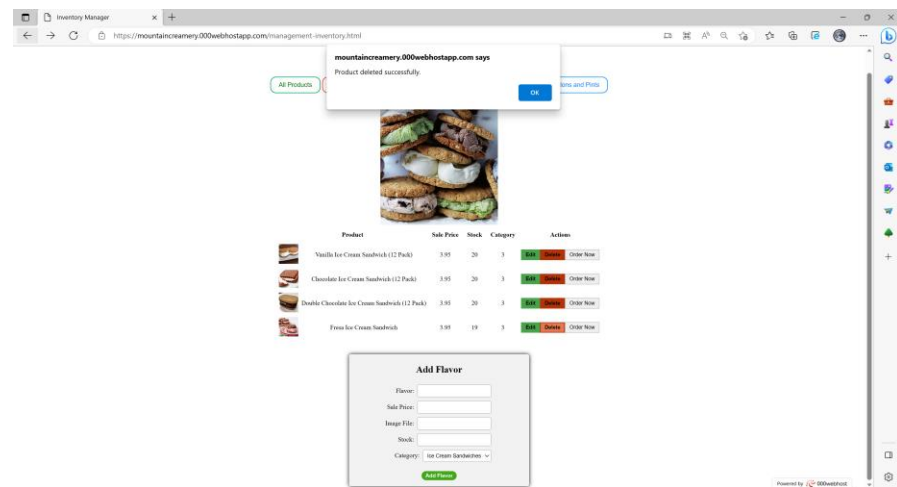 Inventory Manager
https://mountaincreamery.000webhostapp.com/management-inventory.html
mountaincreamery.000webhostapp.com says
Product deleted successfully.
OK
All Products
and Pints
Product Sale Price Stock Category Actions
Vanilla Ice Cream Sandwich (12 Pack) 3.95 20 3 Edit Delete Order Now
Chocolate Ice Cream Sandwich (12 Pack) 3.95 20 3 Edit Delete Order Now
Double Chocolate Ice Cream Sandwich (12 Pack) 3.95 20 3 Edit Delete Order Now
Fresa Ice Cream Sandwich 3.95 19 3 Edit Delete Order Now
Add Flavor
Flavor:
Sale Price:
Image File:
Stock:
Category: Ice Cream Sandwiches
Add Flavor
Powered by 000webhost